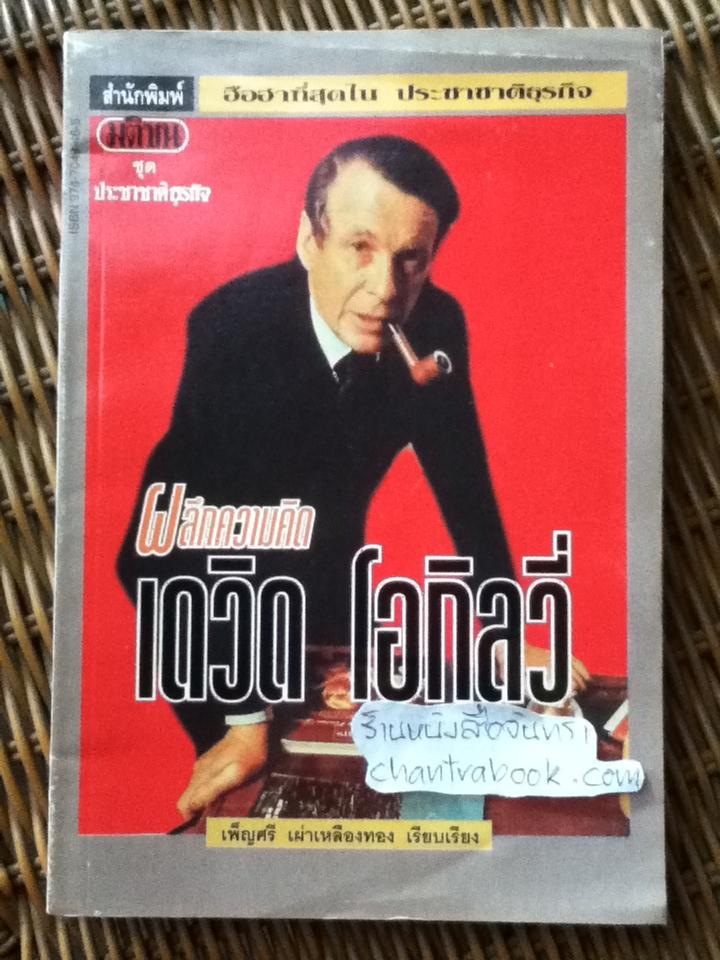 สำนักพิมพ์
ฮือฮาที่สุดใน ประชาชาติธุรกิจ
มติชน
ชุด
ประชาชาติธุรกิจ
ผลึกความคิด
เดวิด โอกิลวี่
ร้านหนังสือจันทรา
chantrabook.com
เพ็ญศรี เผ่าเหลืองทอง เรียบเรียง